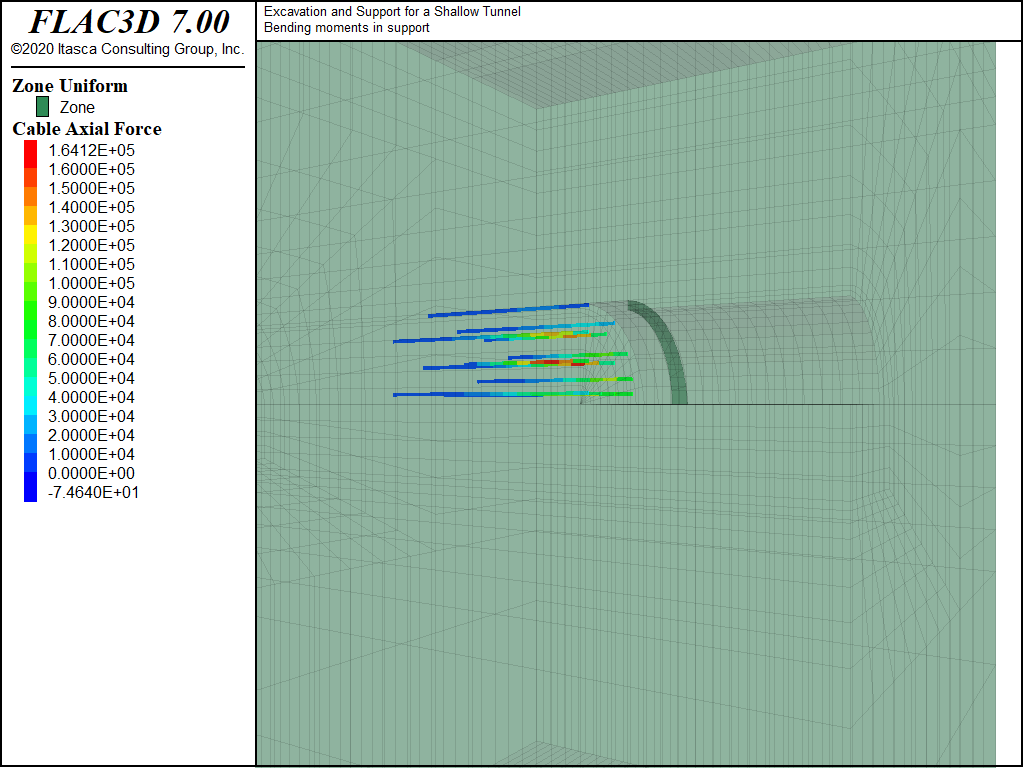 FLAC3D 7.00
©2020 Itasca Consulting Group, Inc.
Zone Uniform
Zone
Cable Axial Force
1.6412E+05
1.6000E+05
1.5000E+05
1.4000E+05
1.3000E+05
1.2000E+05
1.1000E+05
1.0000E+05
9.0000E+04
8.0000E+04
7.0000E+04
6.0000E+04
5.0000E+04
4.0000E+04
3.0000E+04
2.0000E+04
1.0000E+04
0.0000E+00
-7.4640E+01
Excavation and Support for a Shallow Tunnel
Bending moments in support